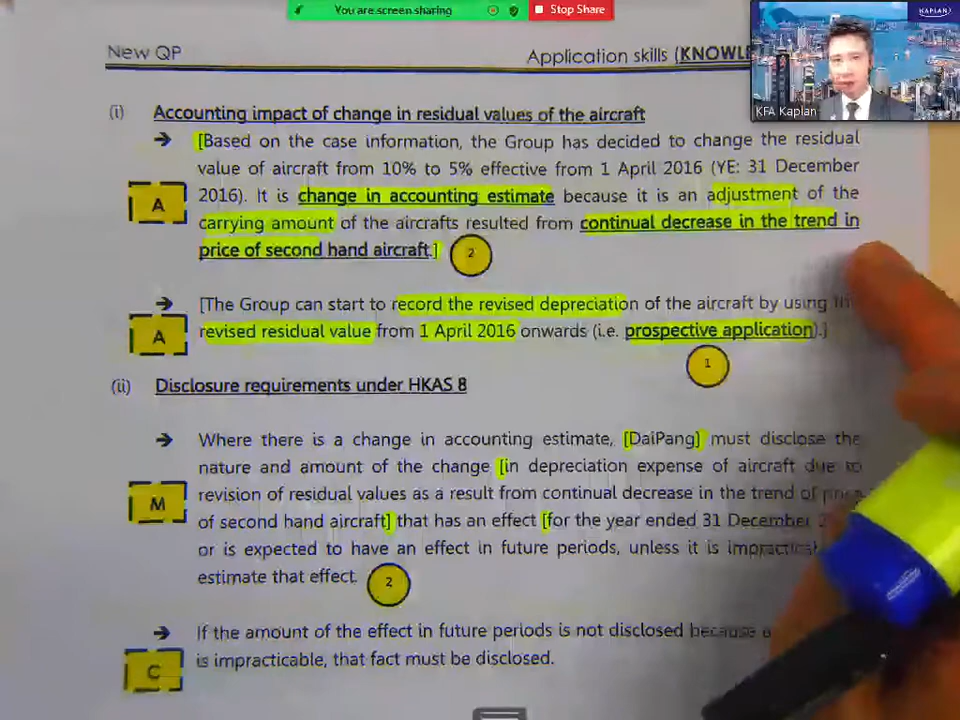 You are screen sharing
Stop Share
KAPLAN
KFA Kaplan
New QP
Application skills (KNOWLE
(i) Accounting impact of change in residual values of the aircraft
→ [Based on the case information, the Group has decided to change the residual
value of aircraft from 10% to 5% effective from 1 April 2016 (YE: 31 December
A 2016). It is change in accounting estimate because it is an adjustment of the
carrying amount of the aircrafts resulted from continual decrease in the trend in
price of second hand aircraft.] 2
→ [The Group can start to record the revised depreciation of the aircraft by using
A revised residual value from 1 April 2016 onwards (i.e. prospective application).]
1
(ii) Disclosure requirements under HKAS 8
→ Where there is a change in accounting estimate, [DaiPang] must disclose the
nature and amount of the change [in depreciation expense of aircraft due to
M revision of residual values as a result from continual decrease in the trend of price
of second hand aircraft] that has an effect [for the year ended 31 December
or is expected to have an effect in future periods, unless it is
estimate that effect. 2
→ If the amount of the effect in future periods is not disclosed because
C is impracticable, that fact must be disclosed.